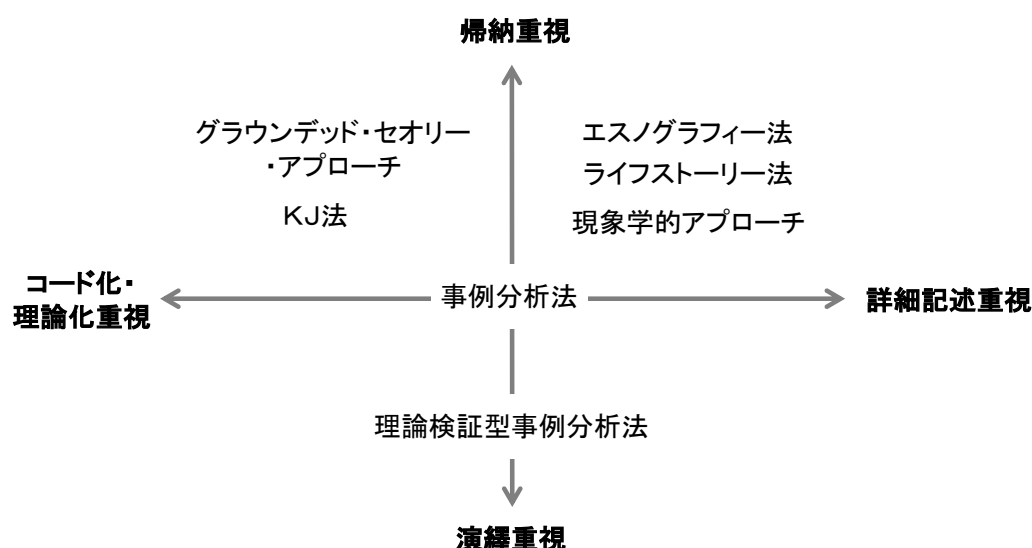 帰納重視
グラウンデッド・セオリー
・アプローチ
KJ法
エスノグラフィー法
ライフストーリー法
現象学的アプローチ
コード化・
理論化重視
事例分析法
詳細記述重視
理論検証型事例分析法
演繹重視